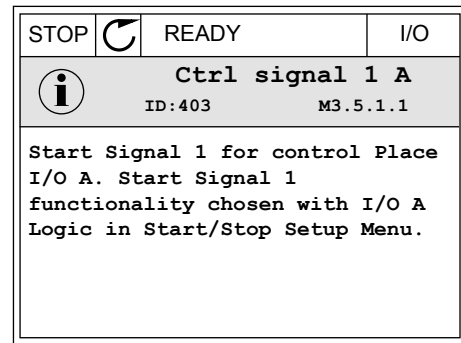 STOP READY I/O
Ctrl signal 1 A
ID:403 M3.5.1.1
Start Signal 1 for control Place
I/O A. Start Signal 1
functionality chosen with I/O A
Logic in Start/Stop Setup Menu.